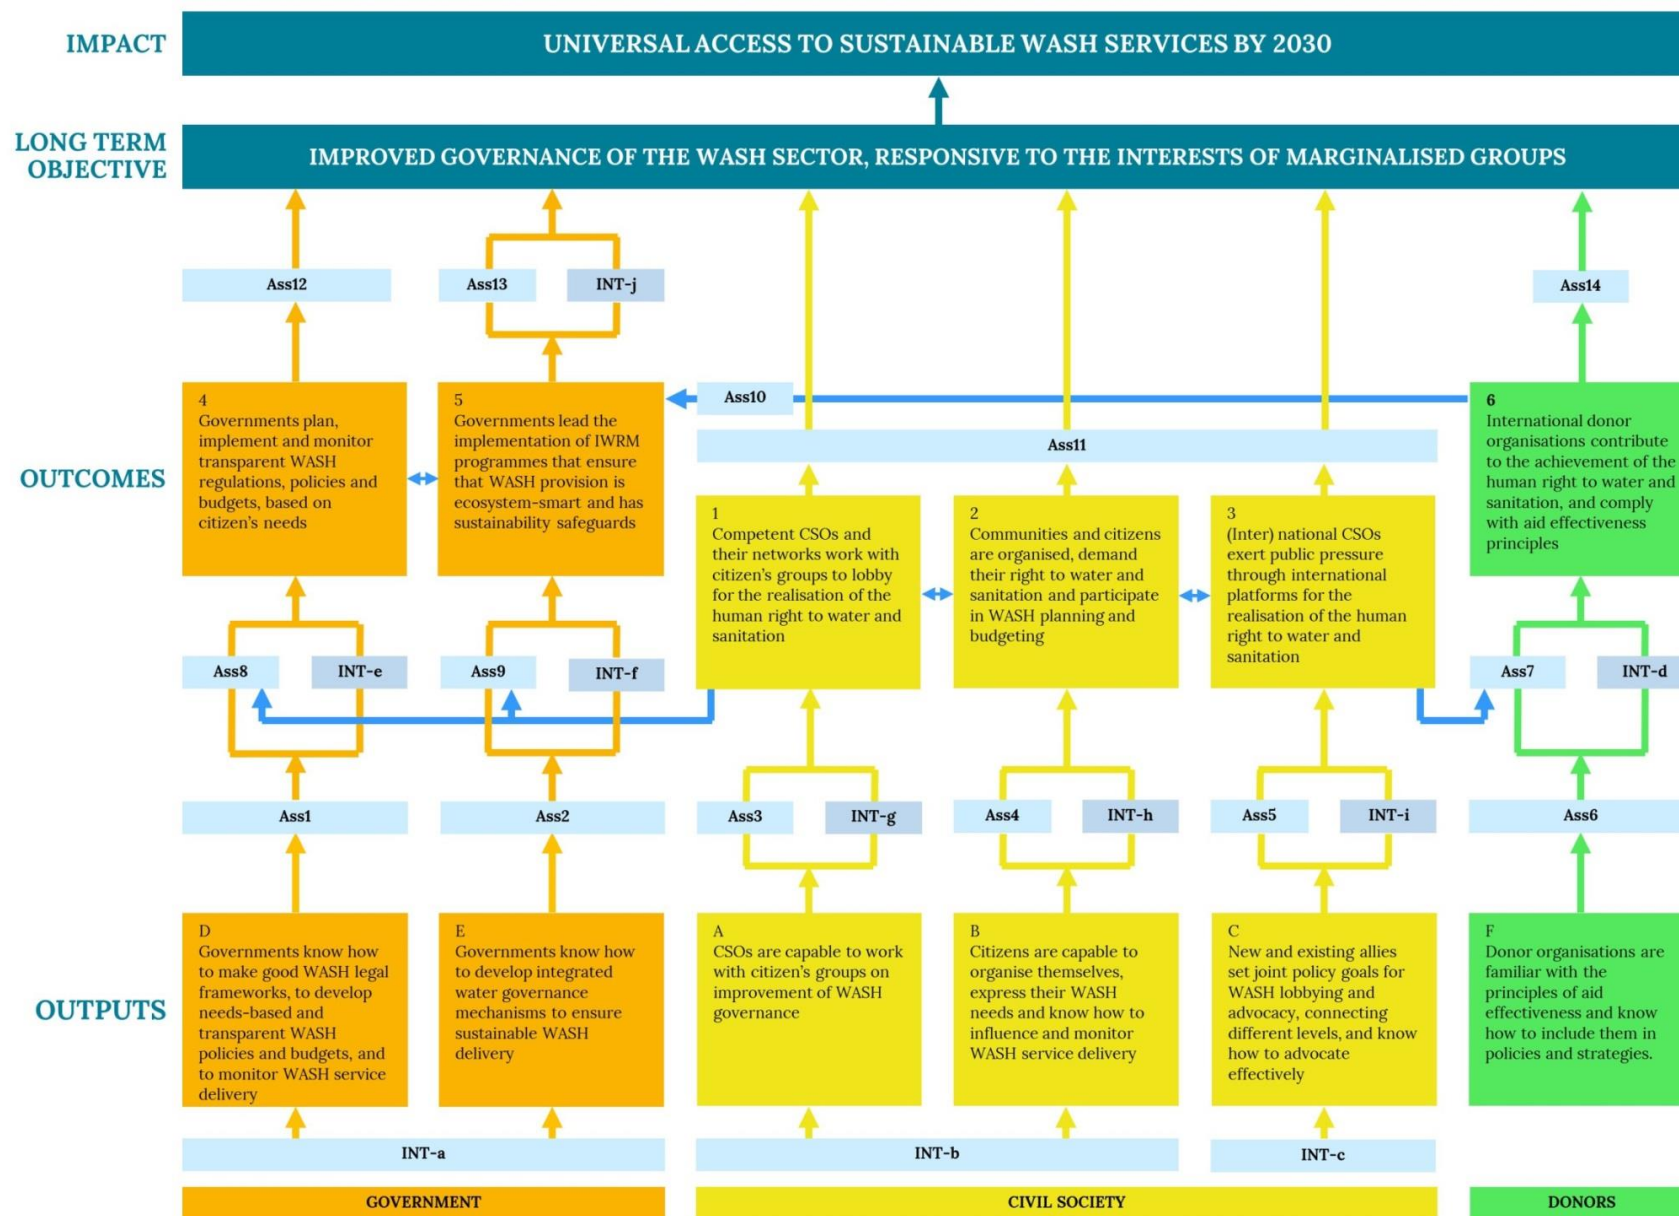 IMPACT
UNIVERSAL ACCESS TO SUSTAINABLE WASH SERVICES BY 2030
LONG TERM
OBJECTIVE
IMPROVED GOVERNANCE OF THE WASH SECTOR, RESPONSIVE TO THE INTERESTS OF MARGINALISED GROUPS
Ass12
Ass13
INT-j
Ass14
OUTCOMES
4
Governments plan,
implement and monitor
transparent WASH
regulations, policies and
budgets, based on
citizen's needs
5
Governments lead the
implementation of IWRM
programmes that ensure
that WASH provision is
ecosystem-smart and has
sustainability safeguards
Ass10
Ass11
1
Competent CSOs and
their networks work with
citizen's groups to lobby
for the realisation of the
human right to water and
sanitation
2
Communities and citizens
are organised, demand
their right to water and
sanitation and participate
in WASH planning and
budgeting
3
(Inter) national CSOs
exert public pressure
through international
platforms for the
realisation of the human
right to water and
sanitation
6
International donor
organisations contribute
to the achievement of the
human right to water and
sanitation, and comply
with aid effectiveness
principles
Ass8
INT-e
Ass9
INT-f
Ass7
INT-d
Ass1
Ass2
Ass3
INT-g
Ass4
INT-h
Ass5
INT-i
Ass6
OUTPUTS
D
Governments know how
to make good WASH legal
frameworks, to develop
needs-based and
transparent WASH
policies and budgets, and
to monitor WASH service
delivery
E
Governments know how
to develop integrated
water governance
mechanisms to ensure
sustainable WASH
delivery
A
CSOs are capable to work
with citizen's groups on
improvement of WASH
governance
B
Citizens are capable to
organise themselves,
express their WASH
needs and know how to
influence and monitor
WASH service delivery
C
New and existing allies
set joint policy goals for
WASH lobbying and
advocacy, connecting
different levels, and know
how to advocate
effectively
F
Donor organisations are
familiar with the
principles of aid
effectiveness and know
how to include them in
policies and strategies.
INT-a
INT-b
INT-c
GOVERNMENT
CIVIL SOCIETY
DONORS